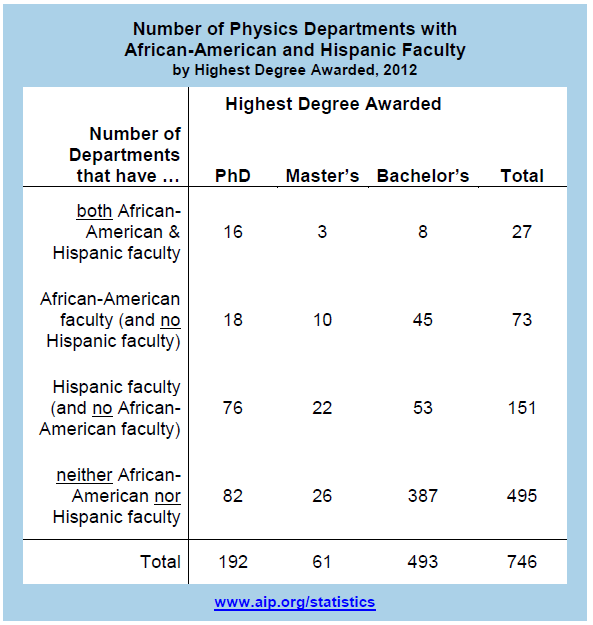 Number of Physics Departments with
African-American and Hispanic Faculty
by Highest Degree Awarded, 2012
Highest Degree Awarded
Number of
Departments
that have … PhD Master’s Bachelor’s Total
both African-
American &
Hispanic faculty
16 3 8 27
African-American
faculty (and no
Hispanic faculty)
18 10 45 73
Hispanic faculty
(and no African-
American faculty)
76 22 53 151
neither African-
American nor
Hispanic faculty
82 26 387 495
Total 192 61 493 746
www.aip.org/statistics